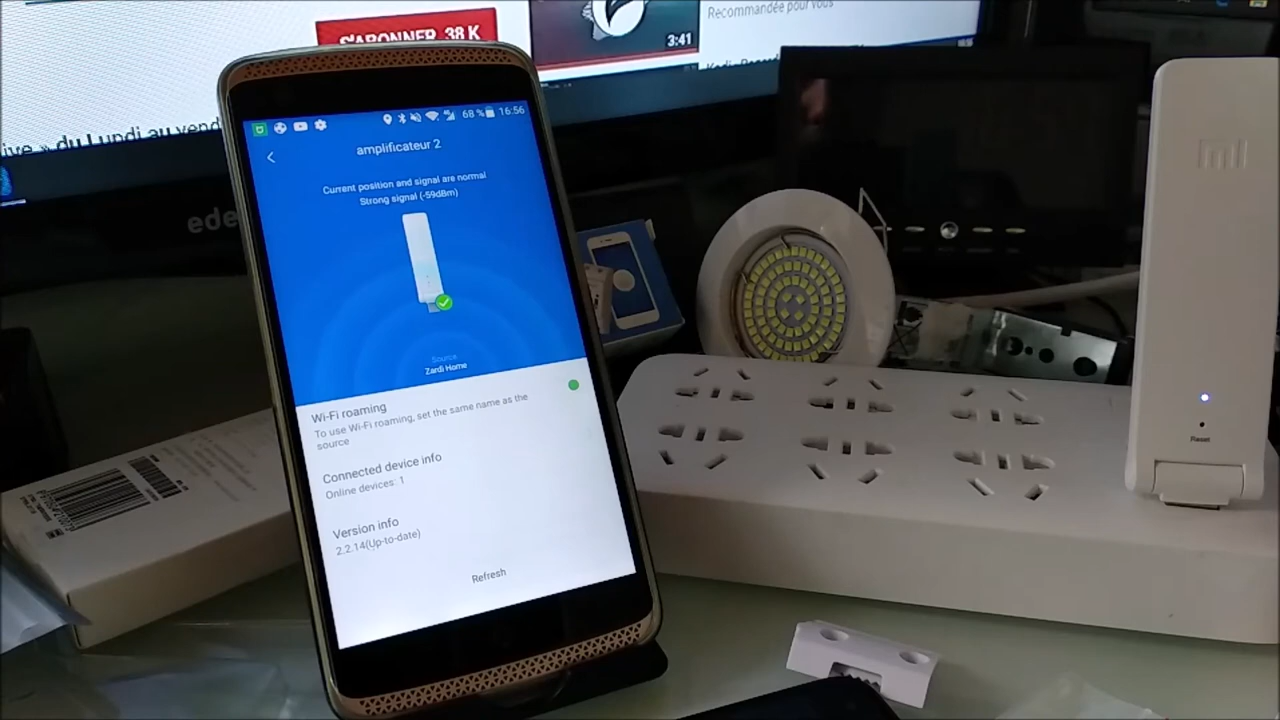 S'ABONNER 38 K
3:41
Recommandée pour vous
ive » du Lundi au vend
ede
68 % 16:56
amplificateur 2
Current position and signal are normal
Strong signal (-59dBm)
Source
Zardi Home
Wi-Fi roaming
To use Wi-Fi roaming, set the same name as the
source
Connected device info
Online devices: 1
Version info
2.2.14(Up-to-date)
Refresh
mi
Reset